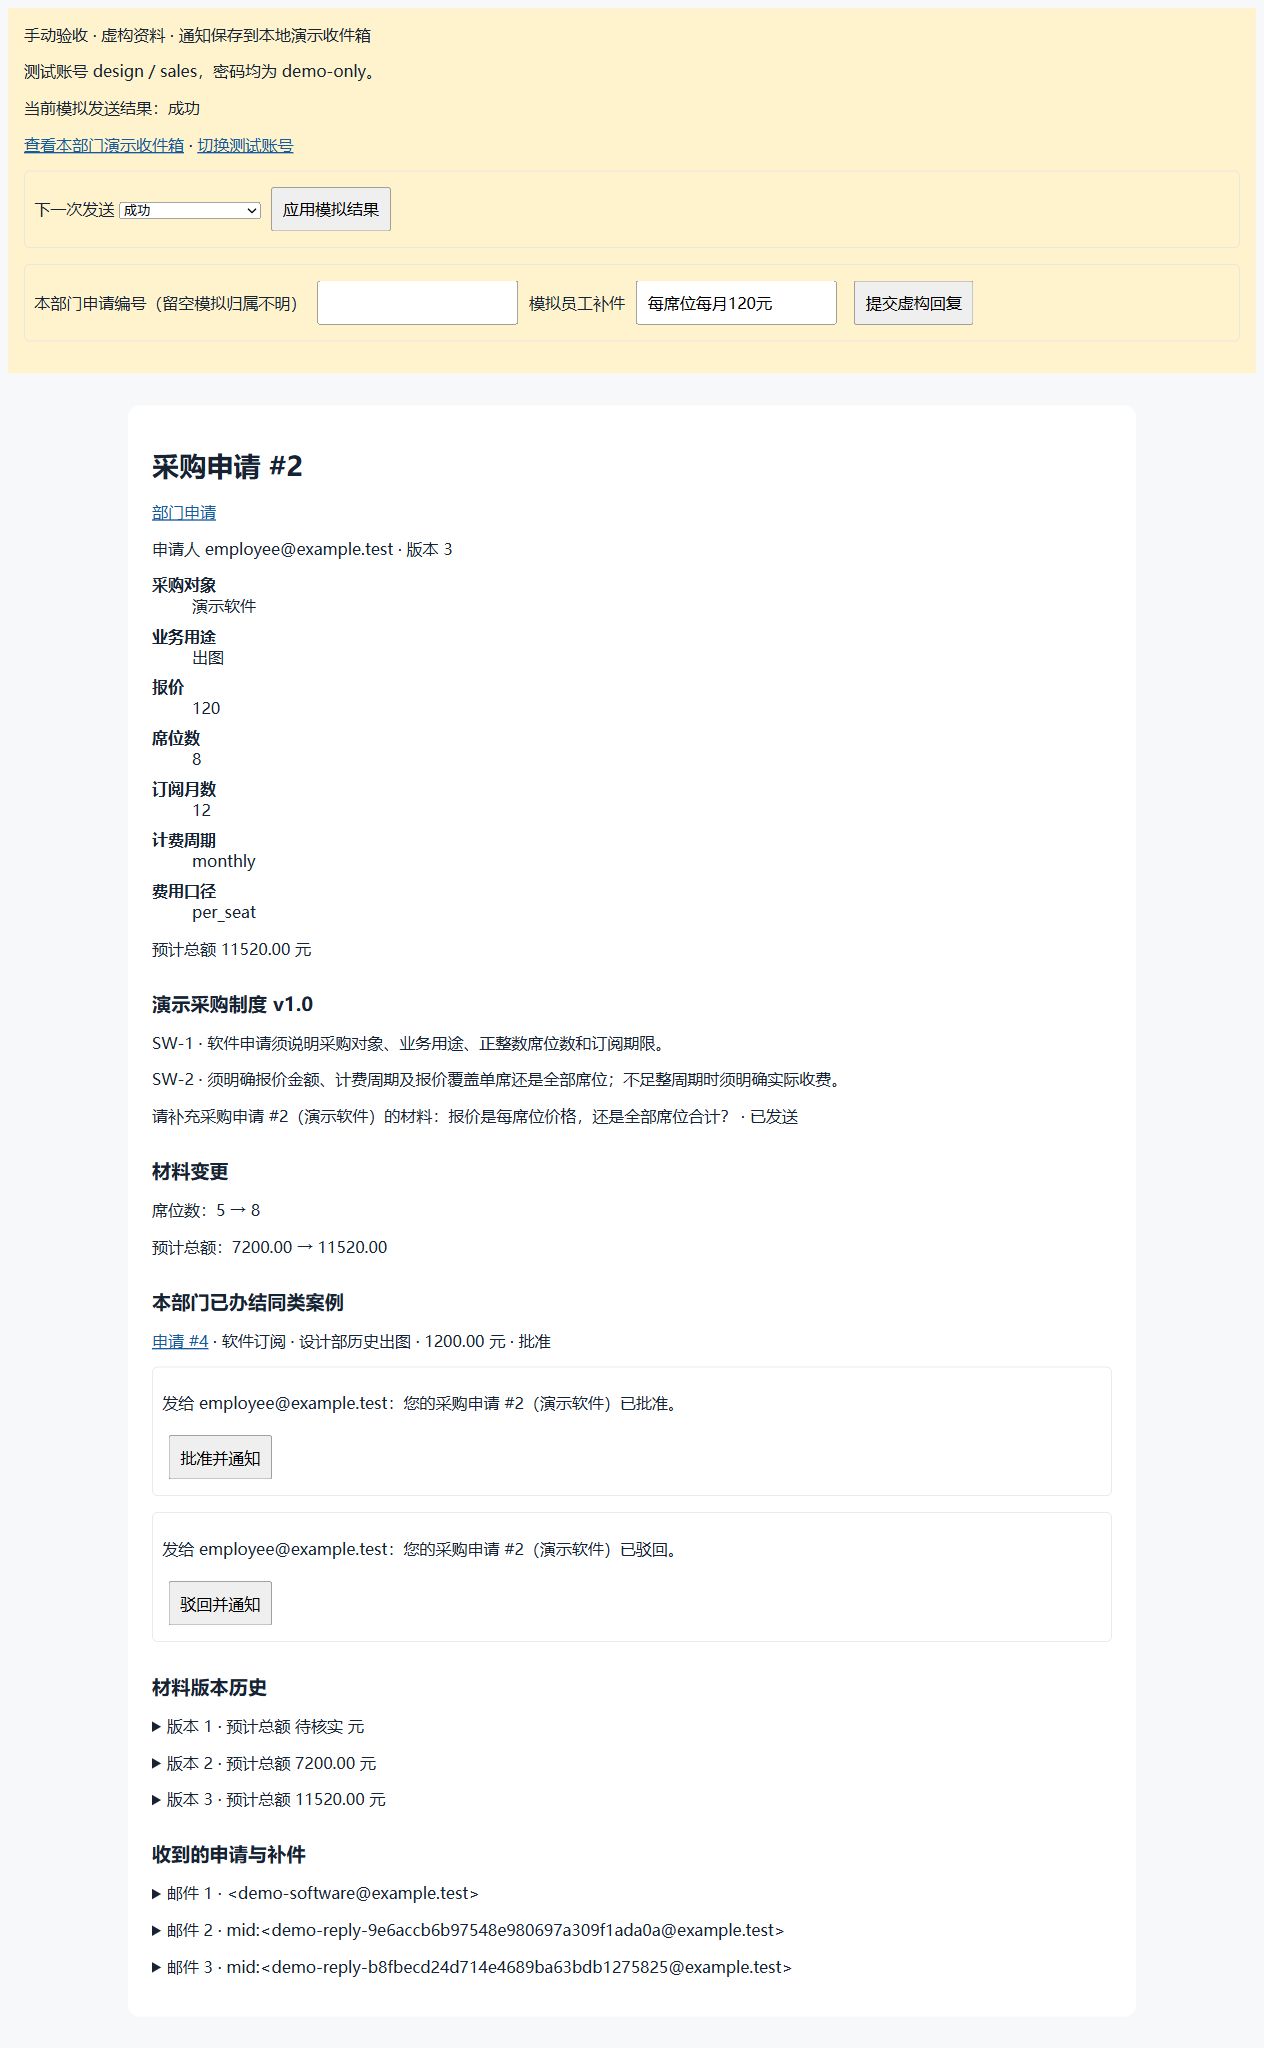 手动验收 · 虚构资料 · 通知保存到本地演示收件箱
测试账号 design / sales，密码均为 demo-only。
当前模拟发送结果：成功
查看本部门演示收件箱 · 切换测试账号
下一次发送 成功 应用模拟结果
本部门申请编号（留空模拟归属不明） 模拟员工补件 每席位每月120元 提交虚构回复
采购申请 #2
部门申请
申请人 employee@example.test · 版本 3
采购对象
演示软件
业务用途
出图
报价
120
席位数
8
订阅月数
12
计费周期
monthly
费用口径
per_seat
预计总额 11520.00 元
演示采购制度 v1.0
SW-1 · 软件申请须说明采购对象、业务用途、正整数席位数和订阅期限。
SW-2 · 须明确报价金额、计费周期及报价覆盖单席还是全部席位；不足整周期时须明确实际收费。
请补充采购申请 #2（演示软件）的材料：报价是每席位价格，还是全部席位合计？ · 已发送
材料变更
席位数：5 → 8
预计总额：7200.00 → 11520.00
本部门已办结同类案例
申请 #4 · 软件订阅 · 设计部历史出图 · 1200.00 元 · 批准
发给 employee@example.test：您的采购申请 #2（演示软件）已批准。
批准并通知
发给 employee@example.test：您的采购申请 #2（演示软件）已驳回。
驳回并通知
材料版本历史
▶ 版本 1 · 预计总额 待核实 元
▶ 版本 2 · 预计总额 7200.00 元
▶ 版本 3 · 预计总额 11520.00 元
收到的申请与补件
▶ 邮件 1 · <demo-software@example.test>
▶ 邮件 2 · mid:<demo-reply-9e6accb6b97548e980697a309f1ada0a@example.test>
▶ 邮件 3 · mid:<demo-reply-b8fbecd24d714e4689ba63bdb1275825@example.test>